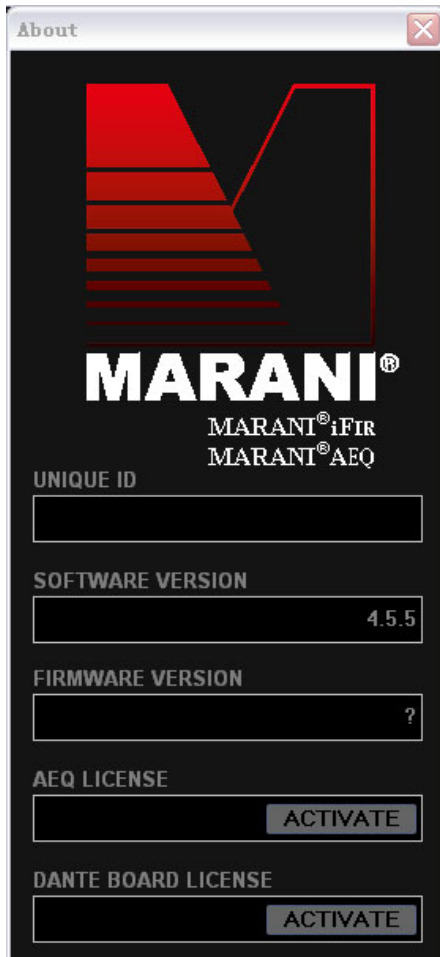 About
MARANI®
MARANI®iFIR
MARANI®AEQ
UNIQUE ID
SOFTWARE VERSION
4.5.5
FIRMWARE VERSION
?
AEQ LICENSE
ACTIVATE
DANTE BOARD LICENSE
ACTIVATE